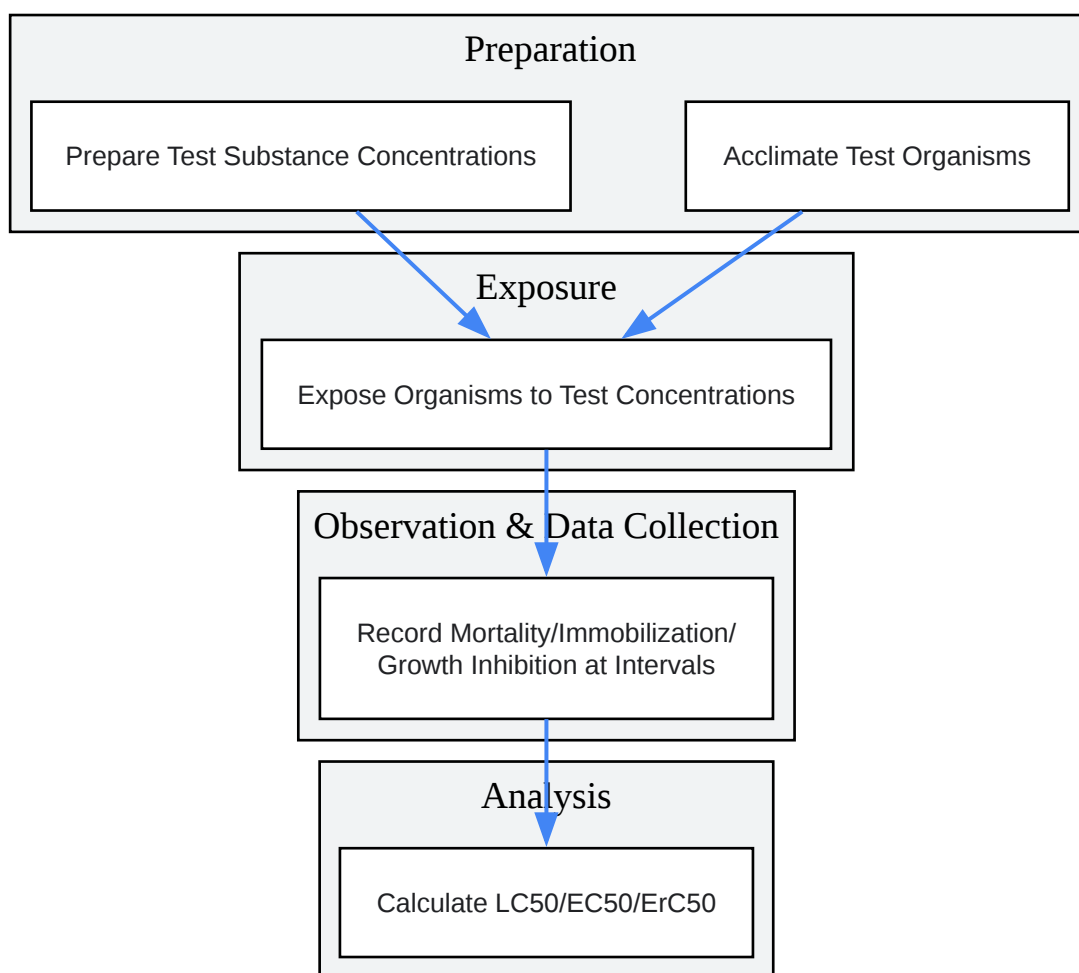 Preparation
Prepare Test Substance Concentrations
Acclimate Test Organisms
Exposure
Expose Organisms to Test Concentrations
Observation & Data Collection
Record Mortality/Immobilization/
Growth Inhibition at Intervals
Analysis
Calculate LC50/EC50/ErC50